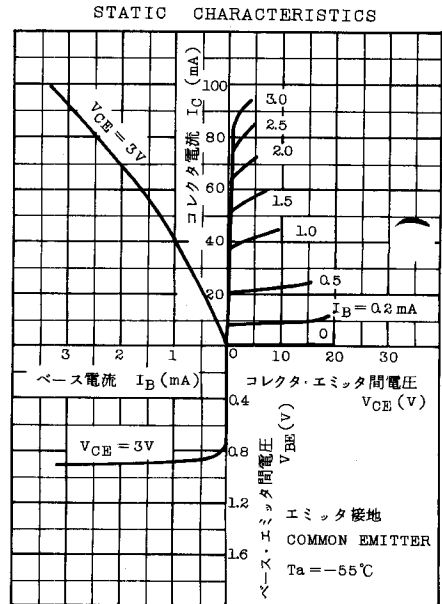 STATIC CHARACTERISTICS
コレクタ電流 IC (mA)
100
80
60
40
20
VCE=3V
3.0
2.5
2.0
1.5
1.0
0.5
IB=0.2mA
0
3
2
1
0
10
20
30
ベース電流 IB (mA)
コレクタ・エミッタ間電圧
VCE (V)
0.4
0.8
1.2
1.6
VCE=3V
ベース・エミッタ間電圧
VBE (V)
エミッタ接地
COMMON EMITTER
Ta=-55℃